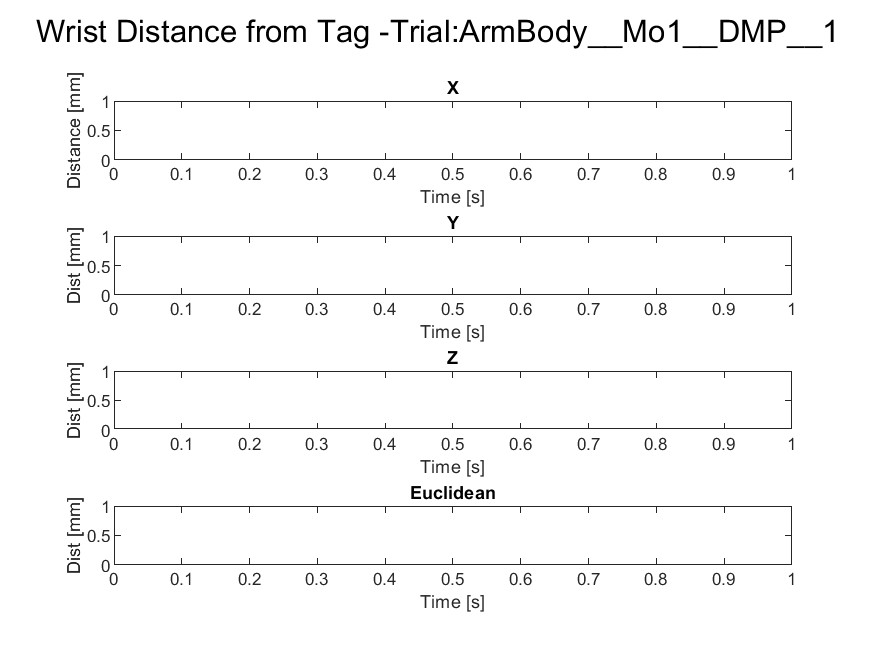 Wrist Distance from Tag -Trial:ArmBody__Mo1__DMP__1
X
Distance [mm]
1
0.5
0
0 0.1 0.2 0.3 0.4 0.5 0.6 0.7 0.8 0.9 1
Time [s]
Y
Dist [mm]
1
0.5
0
0 0.1 0.2 0.3 0.4 0.5 0.6 0.7 0.8 0.9 1
Time [s]
Z
Dist [mm]
1
0.5
0
0 0.1 0.2 0.3 0.4 0.5 0.6 0.7 0.8 0.9 1
Time [s]
Euclidean
Dist [mm]
1
0.5
0
0 0.1 0.2 0.3 0.4 0.5 0.6 0.7 0.8 0.9 1
Time [s]